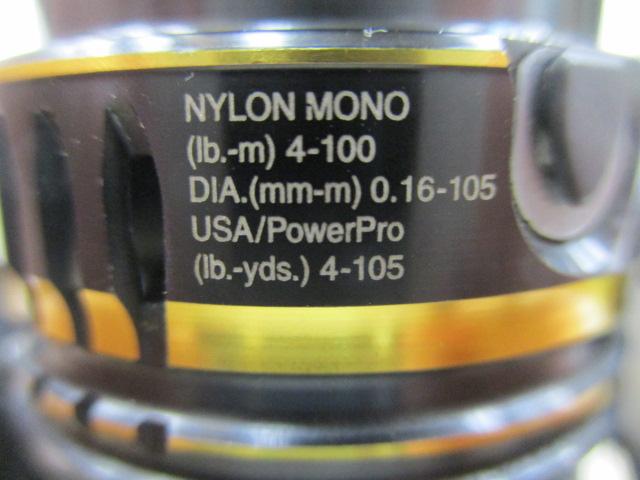 NYLON MONO
(lb.-m) 4-100
DIA.(mm-m) 0.16-105
USA/PowerPro
(lb.-yds.) 4-105